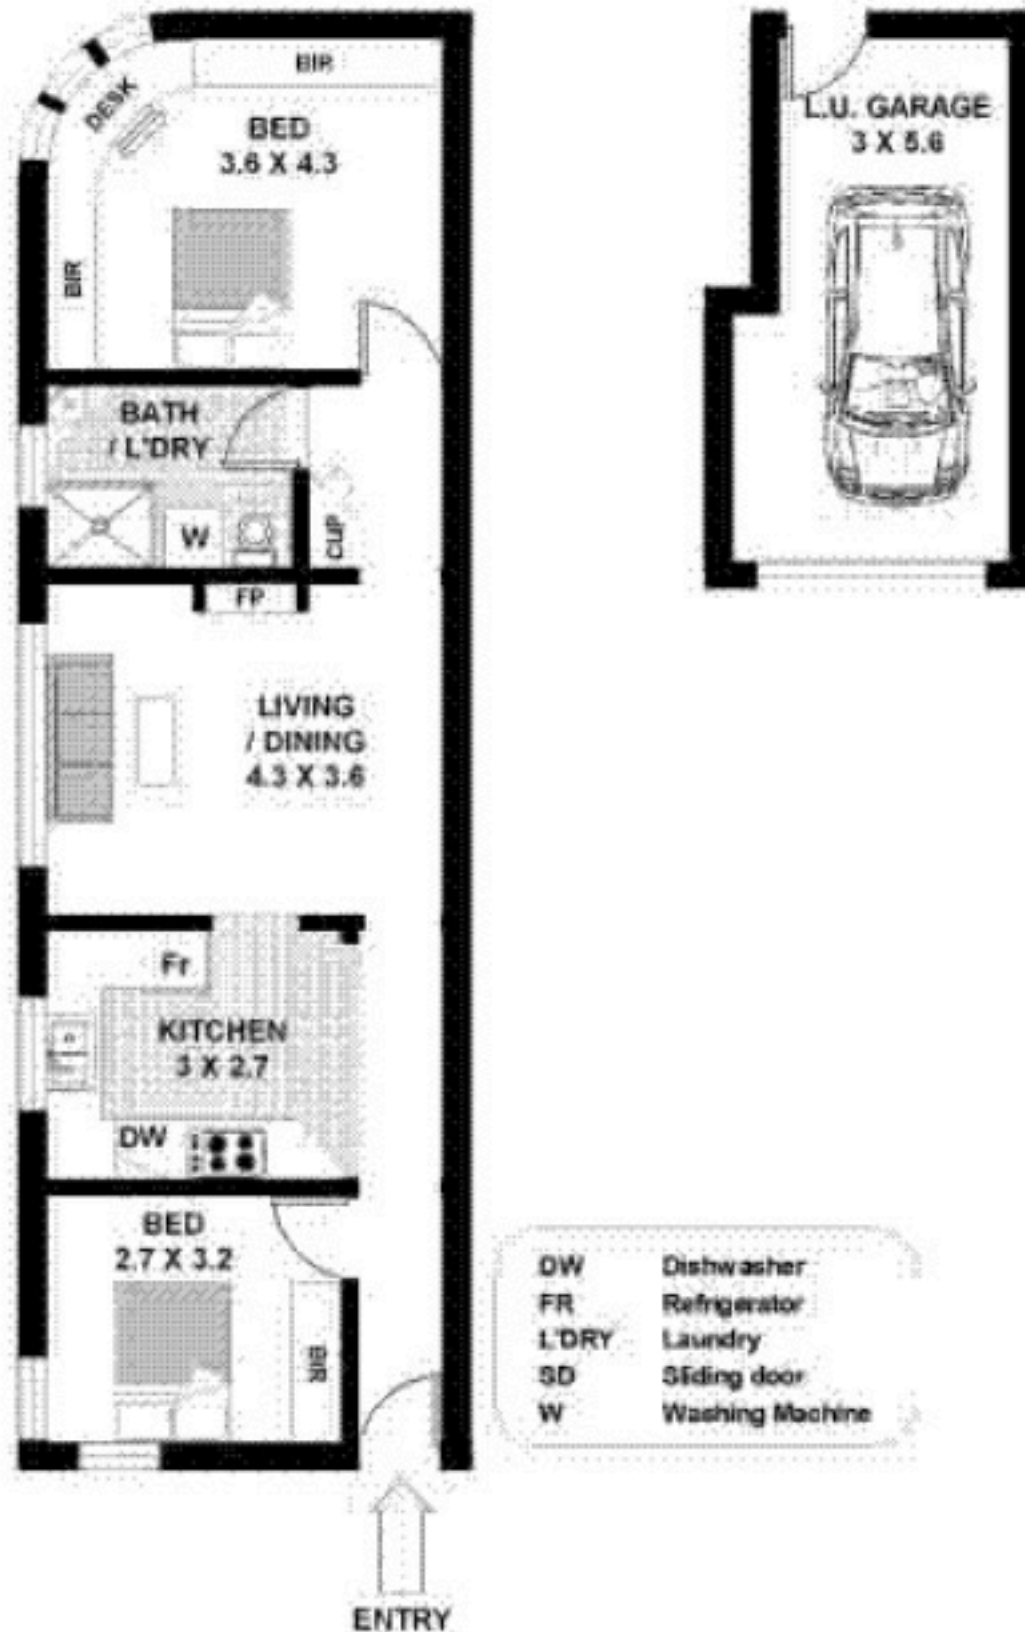 BIR
DESK
BED
3.6 X 4.3
BIR
BATH
/ L'DRY
W
CUP
FP
LIVING
/ DINING
4.3 X 3.6
Fr
KITCHEN
3 X 2.7
DW
BED
2.7 X 3.2
BIR
ENTRY
L.U. GARAGE
3 X 5.6
DW Dishwasher
FR Refrigerator
L'DRY Laundry
SD Sliding door
W Washing Machine